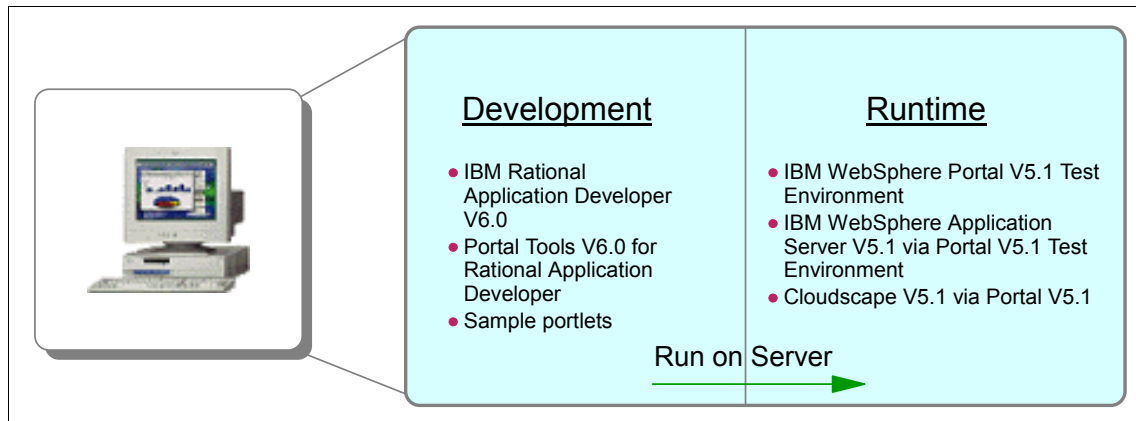 Development
• IBM Rational
Application Developer
V6.0
• Portal Tools V6.0 for
Rational Application
Developer
• Sample portlets
Runtime
• IBM WebSphere Portal V5.1 Test
Environment
• IBM WebSphere Application
Server V5.1 via Portal V5.1 Test
Environment
• Cloudscape V5.1 via Portal V5.1
Run on Server